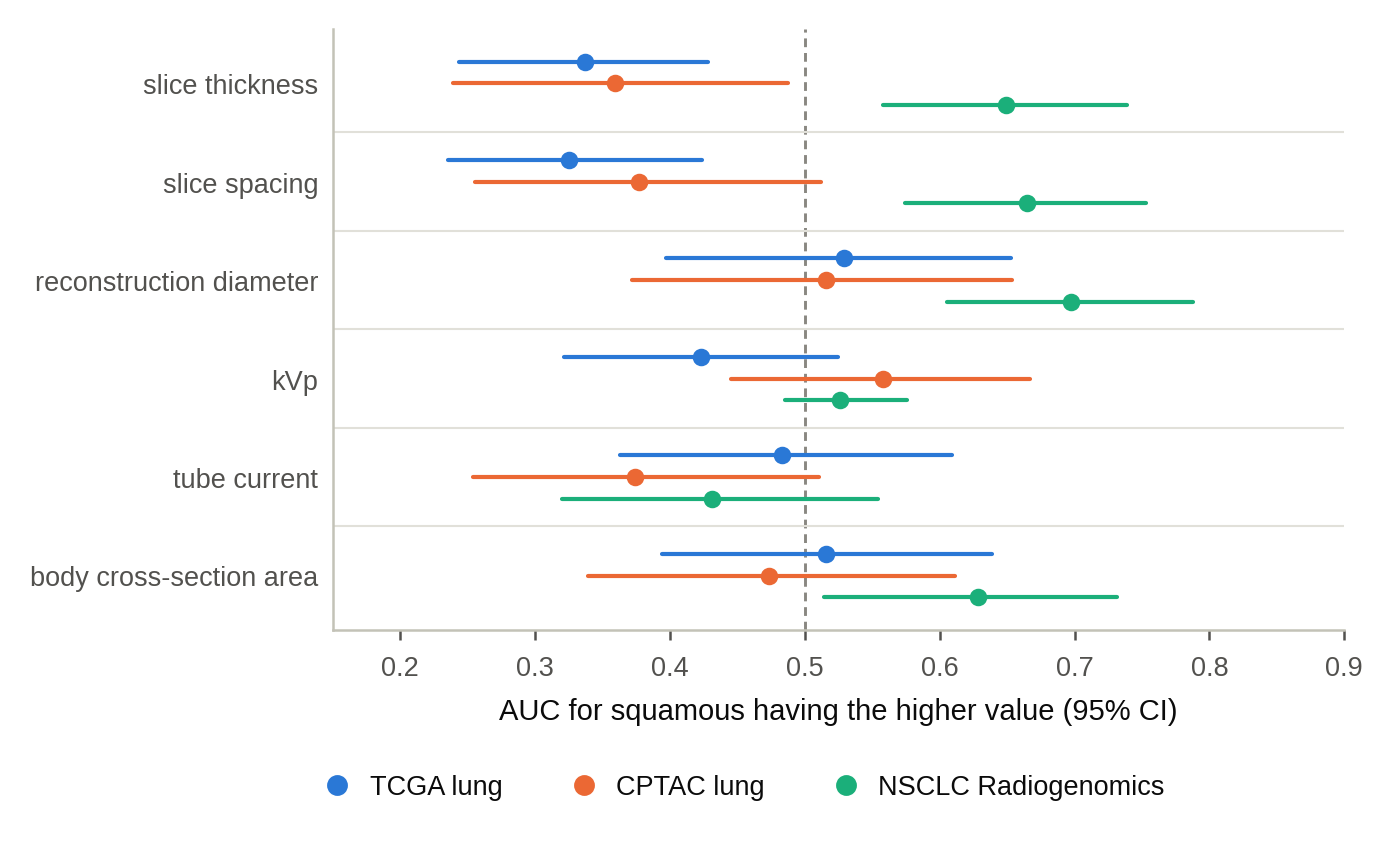 slice thickness
slice spacing
reconstruction diameter
kVp
tube current
body cross-section area
0.2 0.3 0.4 0.5 0.6 0.7 0.8 0.9
AUC for squamous having the higher value (95% CI)
TCGA lung CPTAC lung NSCLC Radiogenomics